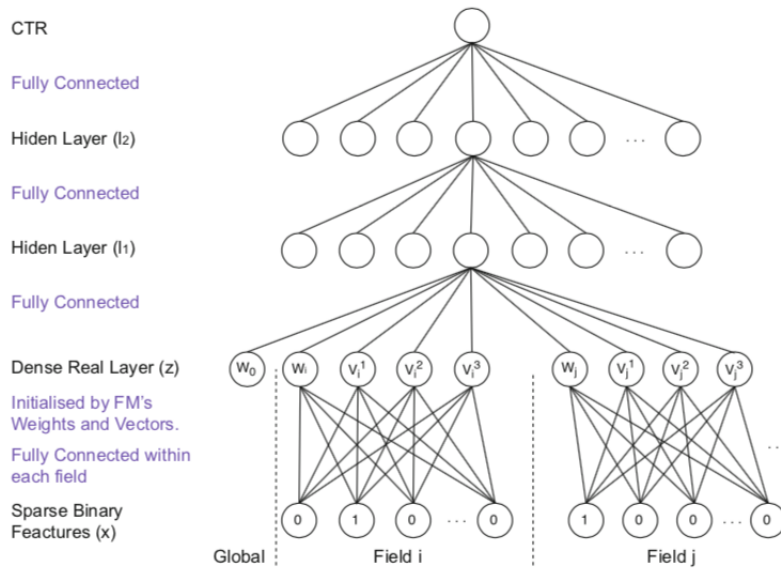 CTR
Fully Connected
Hiden Layer (l₂)
...
Fully Connected
Hiden Layer (l₁)
...
Fully Connected
Dense Real Layer (z)
W₀ Wᵢ Vᵢ¹ Vᵢ² Vᵢ³ Wⱼ Vⱼ¹ Vⱼ² Vⱼ³
Initialised by FM's
Weights and Vectors.
Fully Connected within
each field
...
Sparse Binary
Feactures (x)
0 1 0 ... 0 1 0 0 ... 0
Global Field i Field j